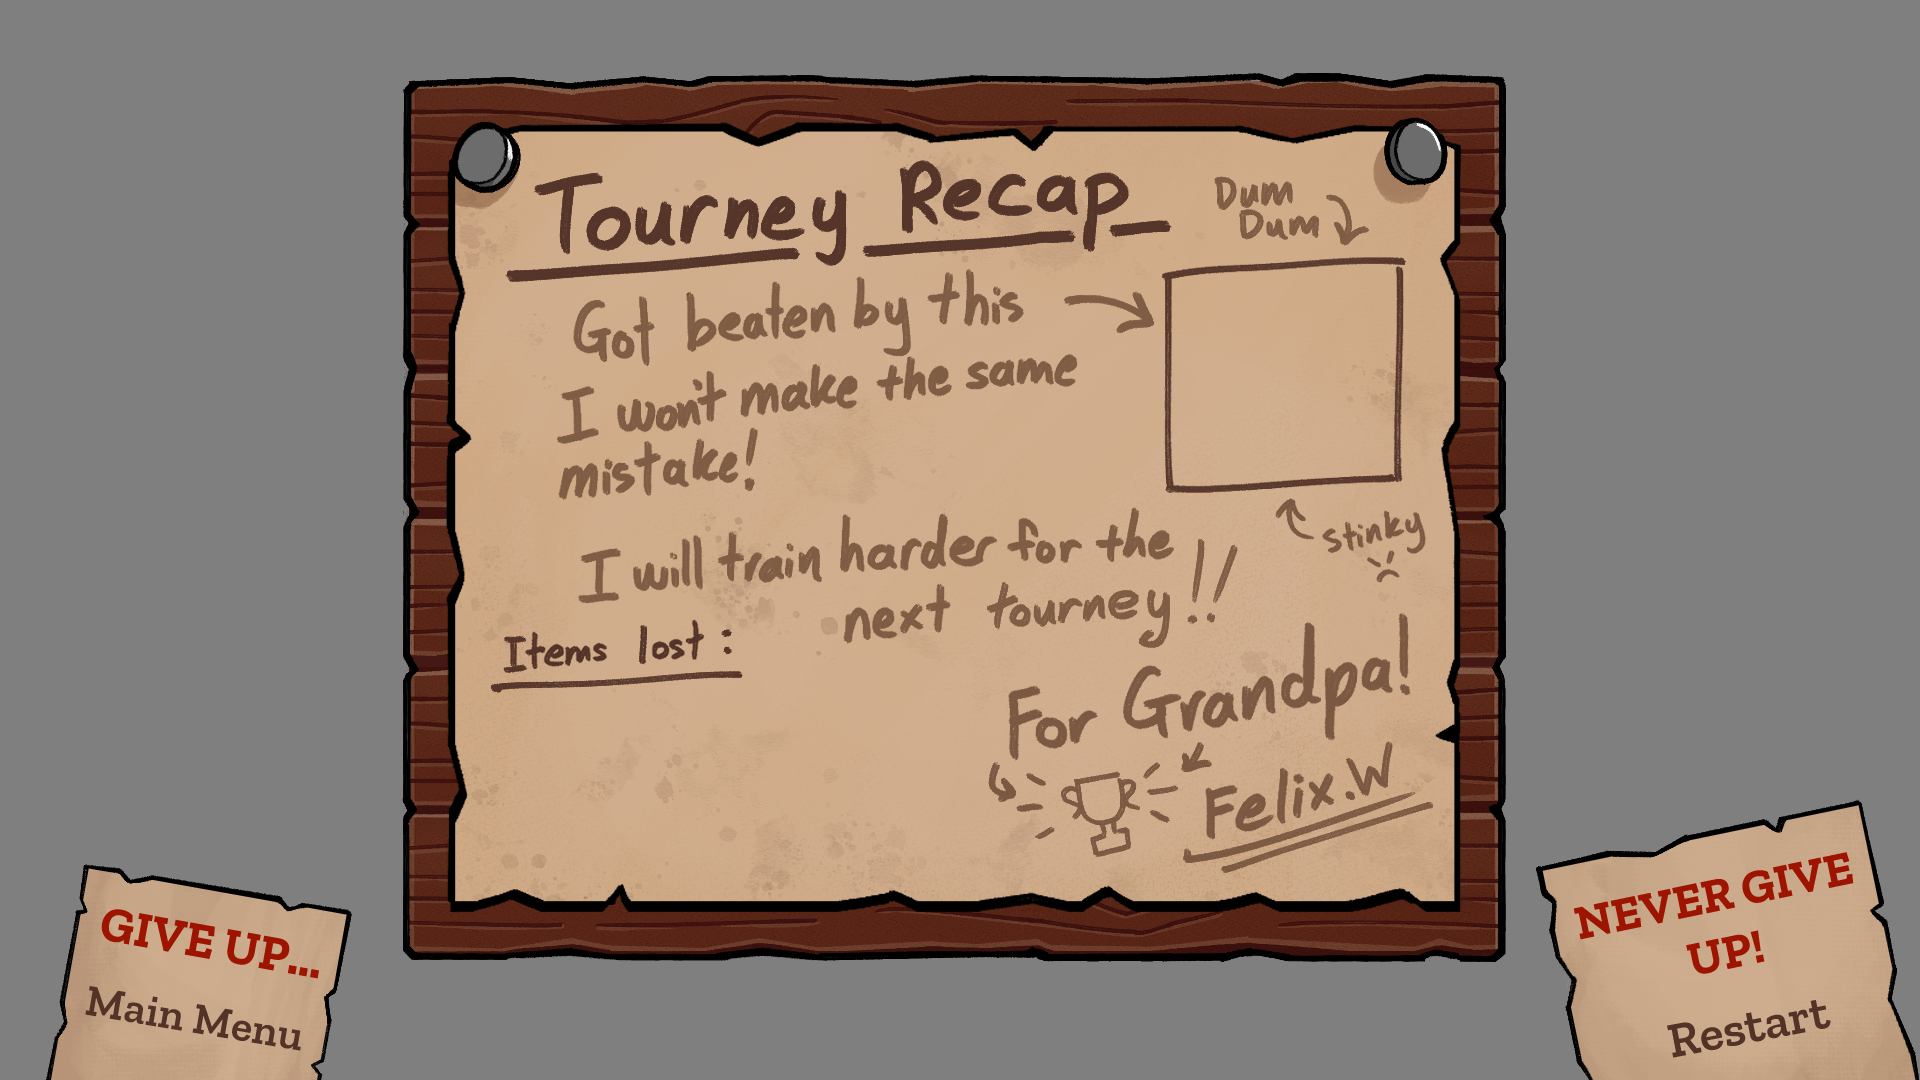 Tourney Recap
Dum
Dum
Got beaten by this
I won't make the same
mistake!
stinky
I will train harder for the
next tourney!!
Items lost:
For Grandpa!
Felix.W
GIVE UP...
Main Menu
NEVER GIVE
UP!
Restart